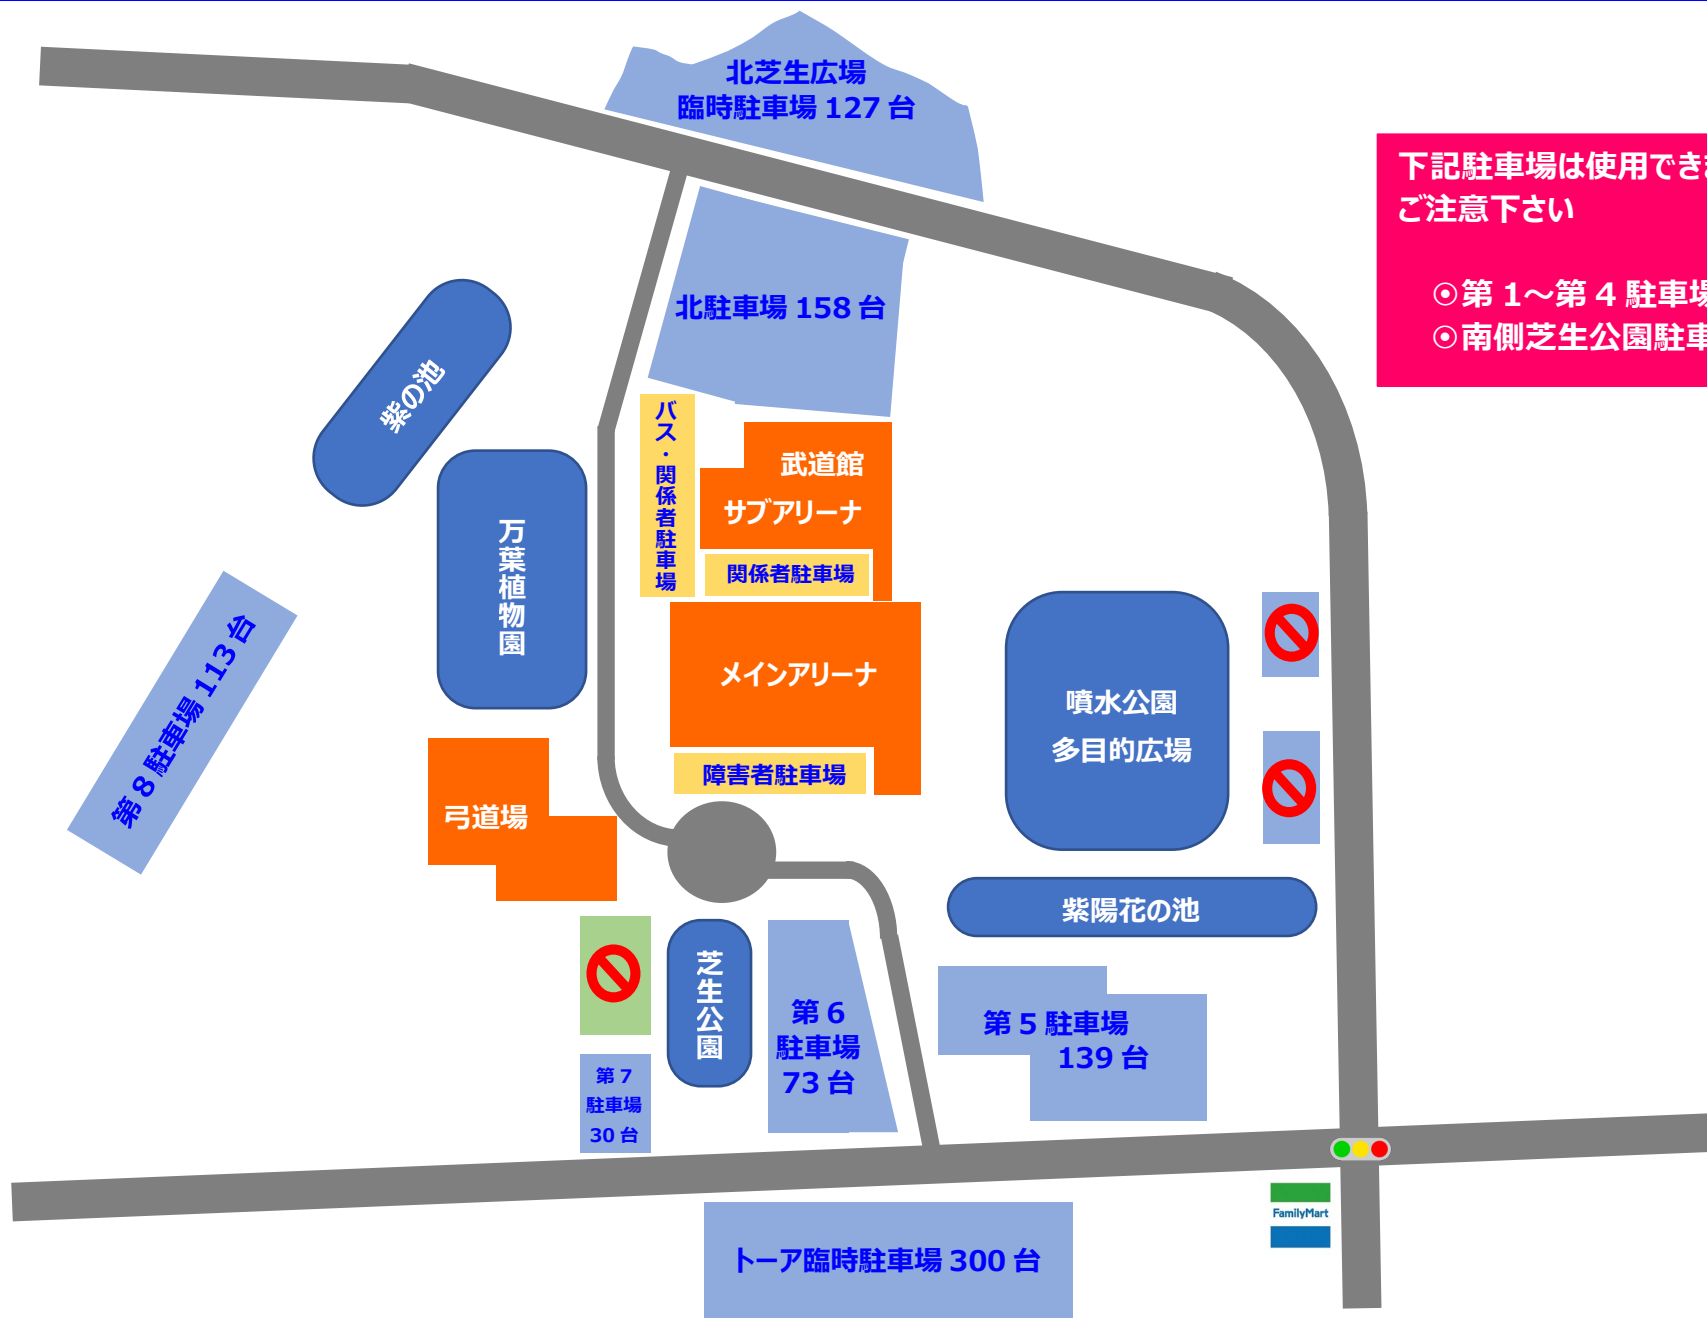 北芝生広場
臨時駐車場 127 台
下記駐車場は使用でき
ご注意下さい
◎第 1～第 4 駐車場
◎南側芝生公園駐車
北駐車場 158 台
紫の池
バス・関係者駐車場
武道館
サブアリーナ
関係者駐車場
万葉植物園
メインアリーナ
第 8 駐車場 113 台
噴水公園
多目的広場
障害者駐車場
弓道場
紫陽花の池
芝生公園
第 6
駐車場
73 台
第 5 駐車場
139 台
第 7
駐車場
30 台
FamilyMart
トーア臨時駐車場 300 台